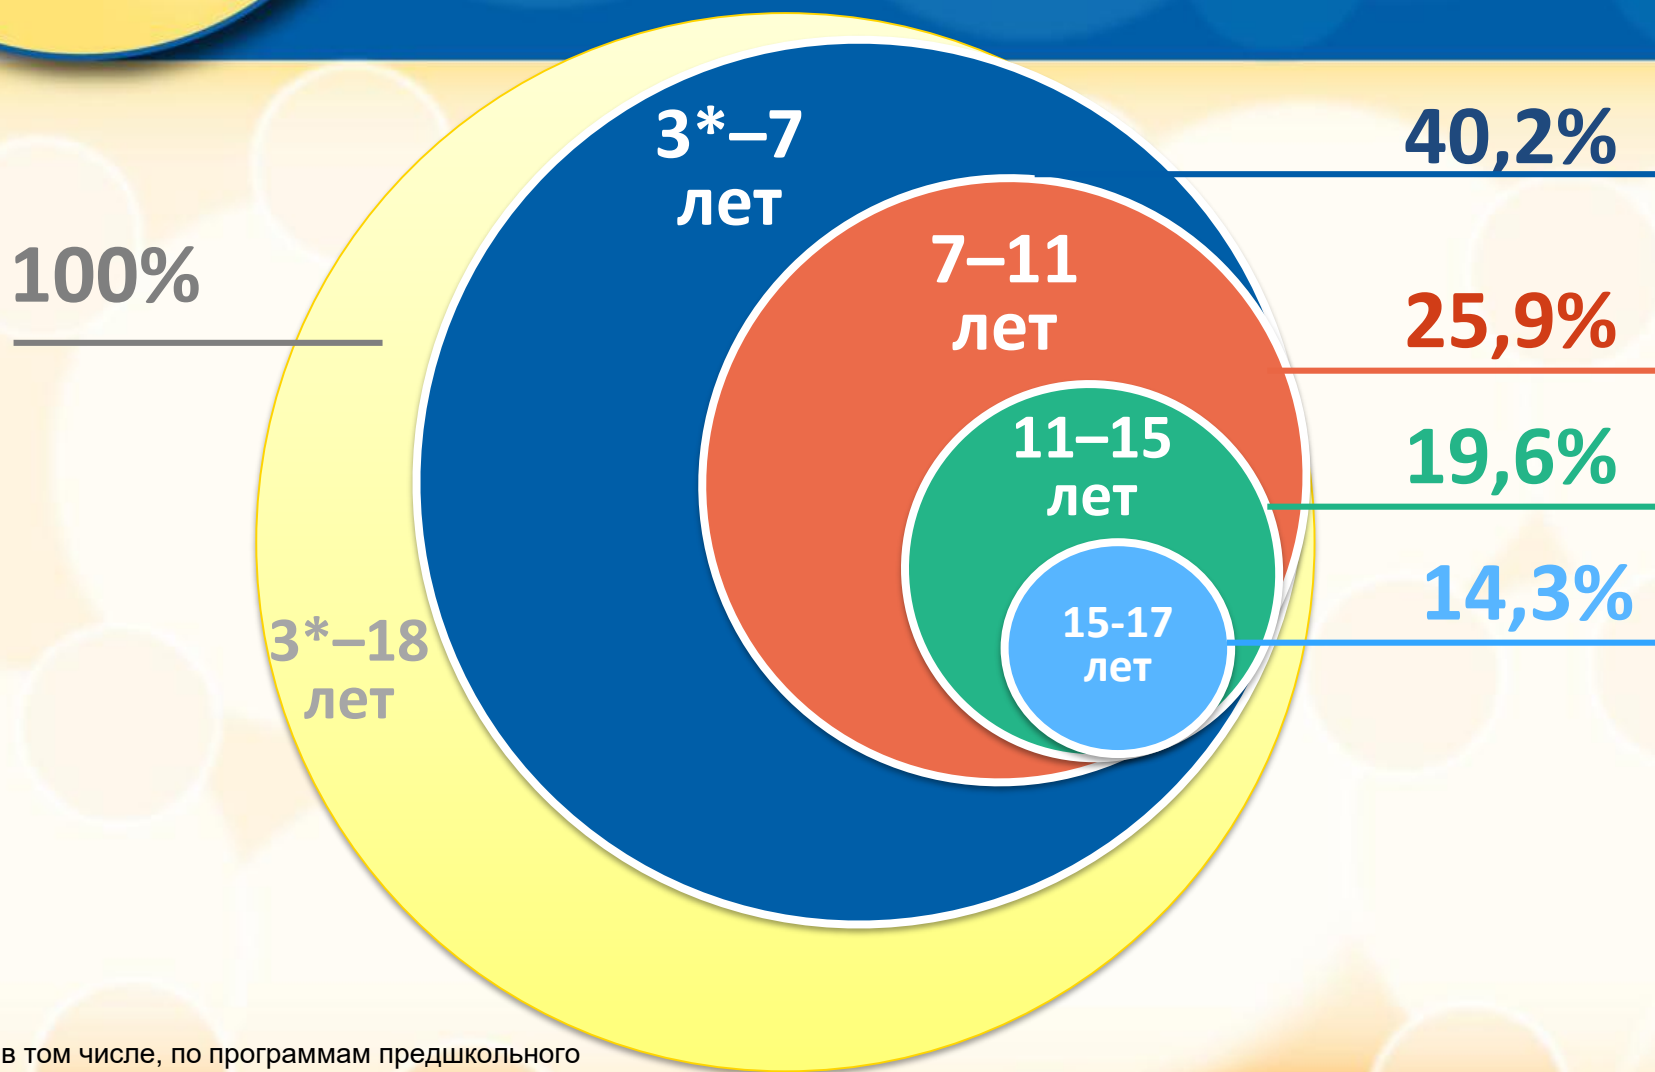 3*–7
лет
40,2%
100%
7–11
лет
25,9%
11–15
лет
19,6%
3*–18
лет
15-17
лет
14,3%
в том числе, по программам предшкольного